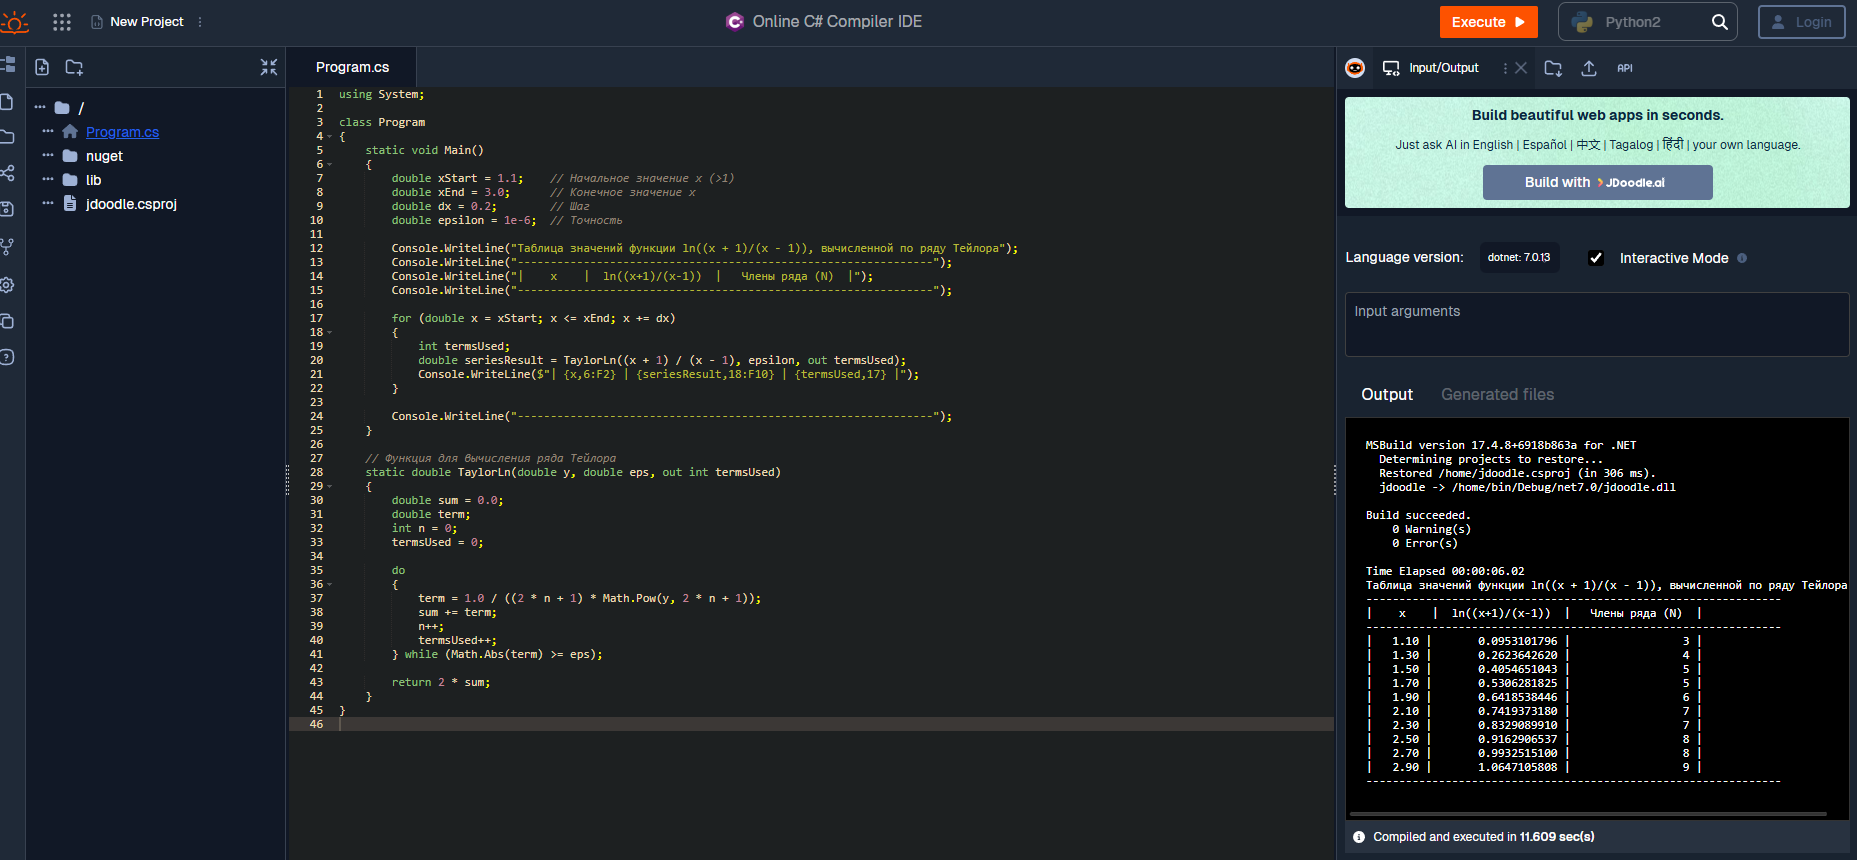 New Project
Online C# Compiler IDE
Execute
Python2
Login
Program.cs
Input/Output
API
/
Program.cs
nuget
lib
jdoodle.csproj
1 using System;
2
3 class Program
4 {
5     static void Main()
6     {
7         double xStart = 1.1;    // Начальное значение x (>1)
8         double xEnd = 3.0;      // Конечное значение x
9         double dx = 0.2;        // Шаг
10         double epsilon = 1e-6;  // Точность
11
12         Console.WriteLine("Таблица значений функции ln((x + 1)/(x - 1)), вычисленной по ряду Тейлора");
13         Console.WriteLine("---------------------------------------------------------------");
14         Console.WriteLine("|    x    |  ln((x+1)/(x-1))  |   Члены ряда (N)  |");
15         Console.WriteLine("---------------------------------------------------------------");
16
17         for (double x = xStart; x <= xEnd; x += dx)
18         {
19             int termsUsed;
20             double seriesResult = TaylorLn((x + 1) / (x - 1), epsilon, out termsUsed);
21             Console.WriteLine($"| {x,6:F2} | {seriesResult,18:F10} | {termsUsed,17} |");
22         }
23
24         Console.WriteLine("---------------------------------------------------------------");
25     }
26
27     // Функция для вычисления ряда Тейлора
28     static double TaylorLn(double y, double eps, out int termsUsed)
29     {
30         double sum = 0.0;
31         double term;
32         int n = 0;
33         termsUsed = 0;
34
35         do
36         {
37             term = 1.0 / ((2 * n + 1) * Math.Pow(y, 2 * n + 1));
38             sum += term;
39             n++;
40             termsUsed++;
41         } while (Math.Abs(term) >= eps);
42
43         return 2 * sum;
44     }
45 }
46
Build beautiful web apps in seconds.
Just ask AI in English | Español | 中文 | Tagalog | हिंदी | your own language.
Build with JDoodle.ai
Language version:
dotnet: 7.0.13
Interactive Mode
Input arguments
Output
Generated files
MSBuild version 17.4.8+6918b863a for .NET
  Determining projects to restore...
  Restored /home/jdoodle.csproj (in 306 ms).
  jdoodle -> /home/bin/Debug/net7.0/jdoodle.dll
Build succeeded.
    0 Warning(s)
    0 Error(s)
Time Elapsed 00:00:06.02
Таблица значений функции ln((x + 1)/(x - 1)), вычисленной по ряду Тейлора
---------------------------------------------------------------
|    x    |  ln((x+1)/(x-1))  |   Члены ряда (N)  |
---------------------------------------------------------------
|   1.10 |       0.0953101796 |                 3 |
|   1.30 |       0.2623642620 |                 4 |
|   1.50 |       0.4054651043 |                 5 |
|   1.70 |       0.5306281825 |                 5 |
|   1.90 |       0.6418538446 |                 6 |
|   2.10 |       0.7419373180 |                 7 |
|   2.30 |       0.8329089910 |                 7 |
|   2.50 |       0.9162906537 |                 8 |
|   2.70 |       0.9932515100 |                 8 |
|   2.90 |       1.0647105808 |                 9 |
---------------------------------------------------------------
Compiled and executed in 11.609 sec(s)